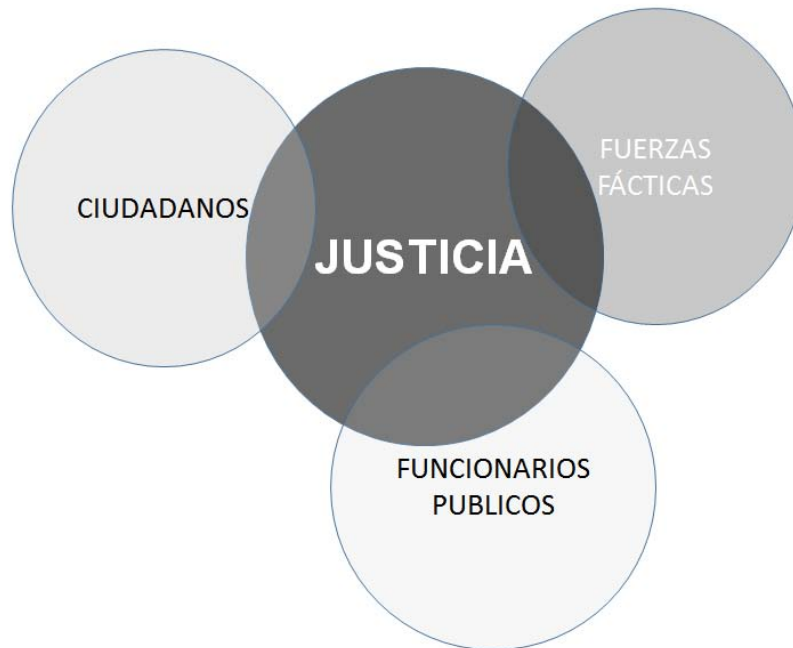 FUERZAS
FÁCTICAS
CIUDADANOS
JUSTICIA
FUNCIONARIOS
PUBLICOS